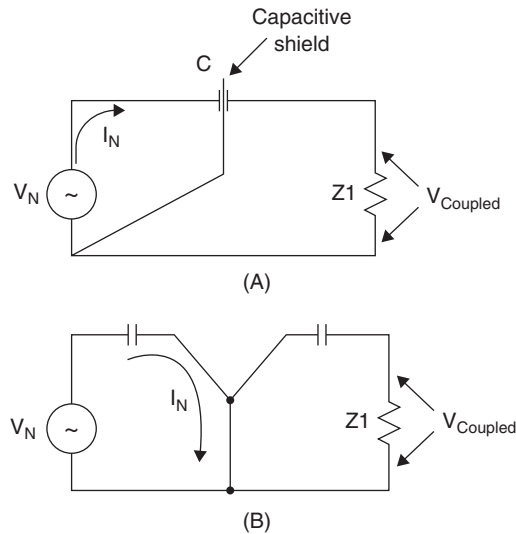 Capacitive
shield
C
I_N
V_N
~
Z1
V_Coupled
(A)
I_N
V_N
~
Z1
V_Coupled
(B)